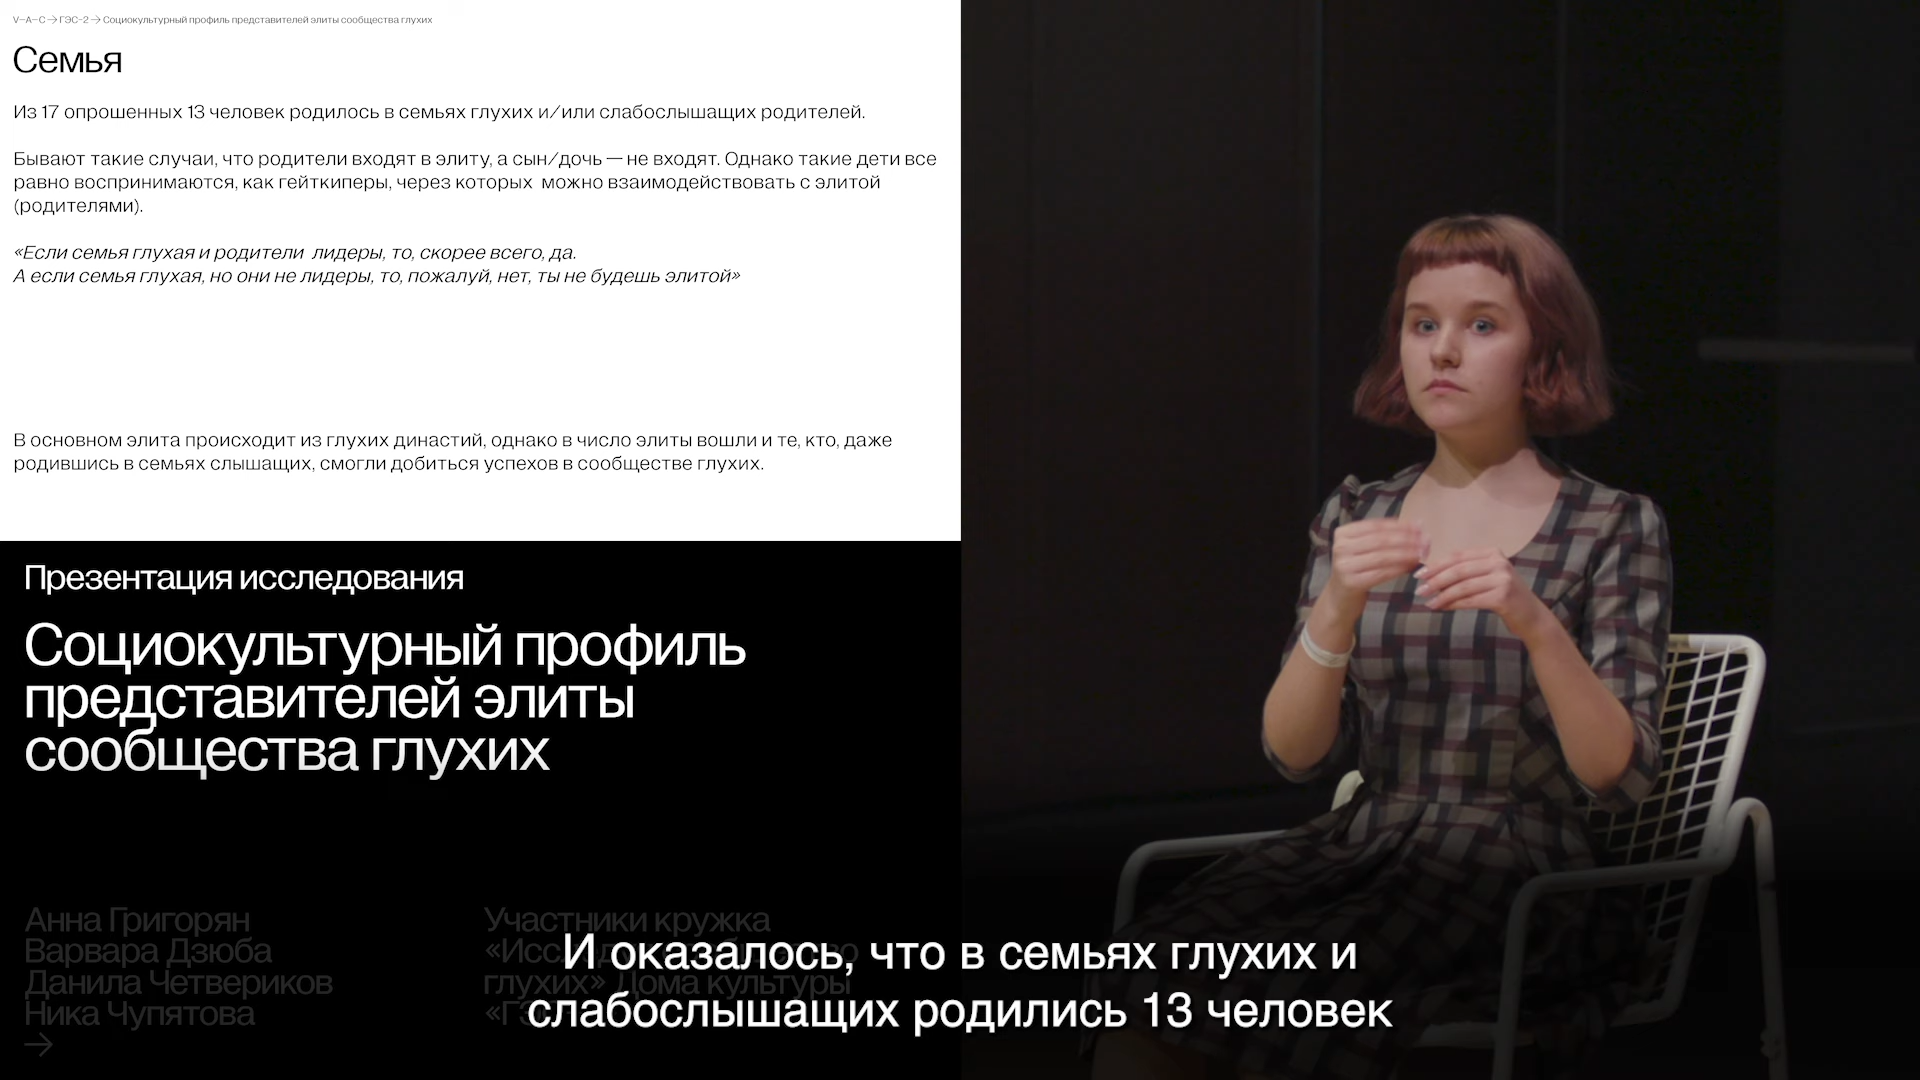 V–A–C → ГЭС-2 → Социокультурный профиль представителей элиты сообщества глухих
Семья
Из 17 опрошенных 13 человек родилось в семьях глухих и/или слабослышащих родителей.
Бывают такие случаи, что родители входят в элиту, а сын/дочь — не входят. Однако такие дети все
равно воспринимаются, как гейткиперы, через которых можно взаимодействовать с элитой
(родителями).
«Если семья глухая и родители лидеры, то, скорее всего, да.
А если семья глухая, но они не лидеры, то, пожалуй, нет, ты не будешь элитой»
В основном элита происходит из глухих династий, однако в число элиты вошли и те, кто, даже
родившись в семьях слышащих, смогли добиться успехов в сообществе глухих.
Презентация исследования
Социокультурный профиль
представителей элиты
сообщества глухих
Анна Григорян
Варвара Дзюба
Данила Четвериков
Ника Чупятова
→
Участники кружка
глухих» Дома культуры
И оказалось, что в семьях глухих и
слабослышащих родились 13 человек